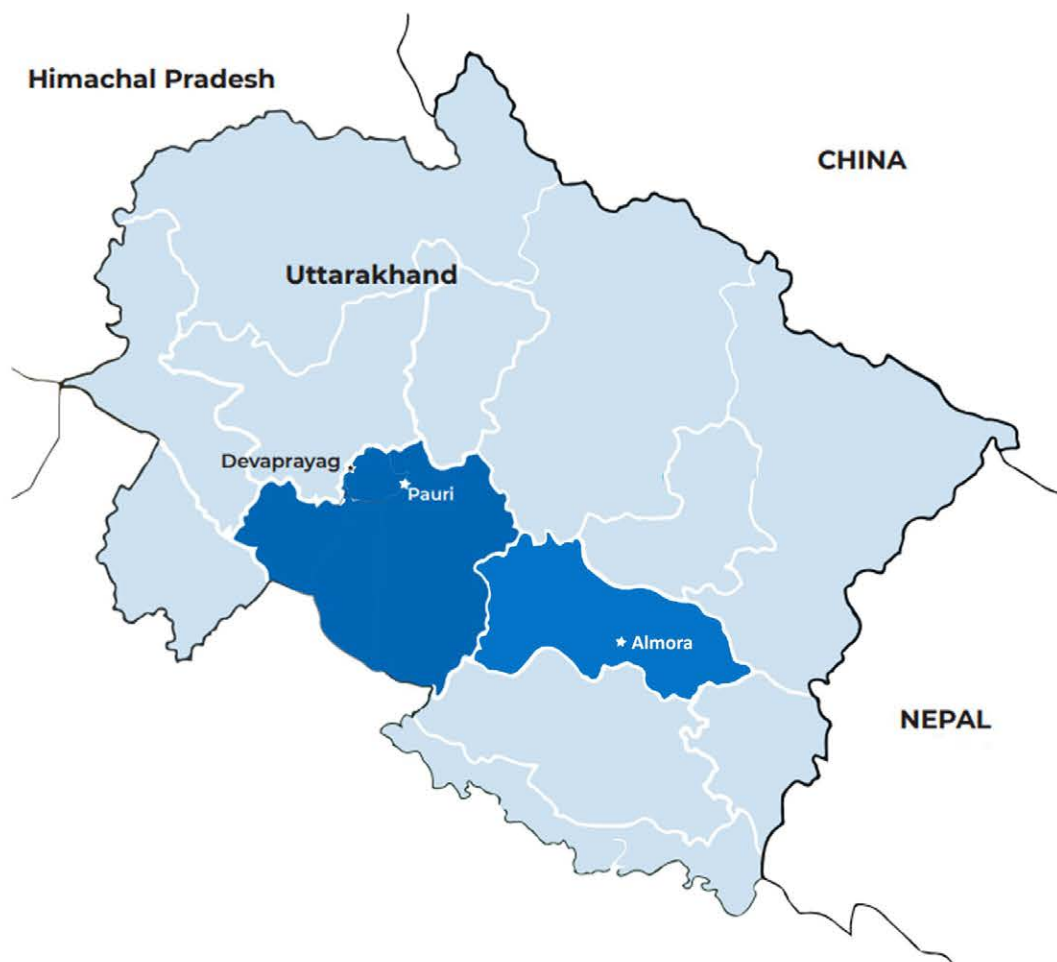 Himachal Pradesh
CHINA
Uttarakhand
Devaprayag
Pauri
Almora
NEPAL